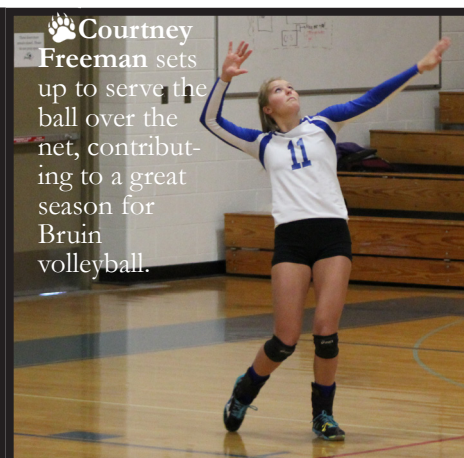 Courtney
Freeman sets
up to serve the
ball over the
net, contribut-
ing to a great
season for
Bruin
volleyball.
11